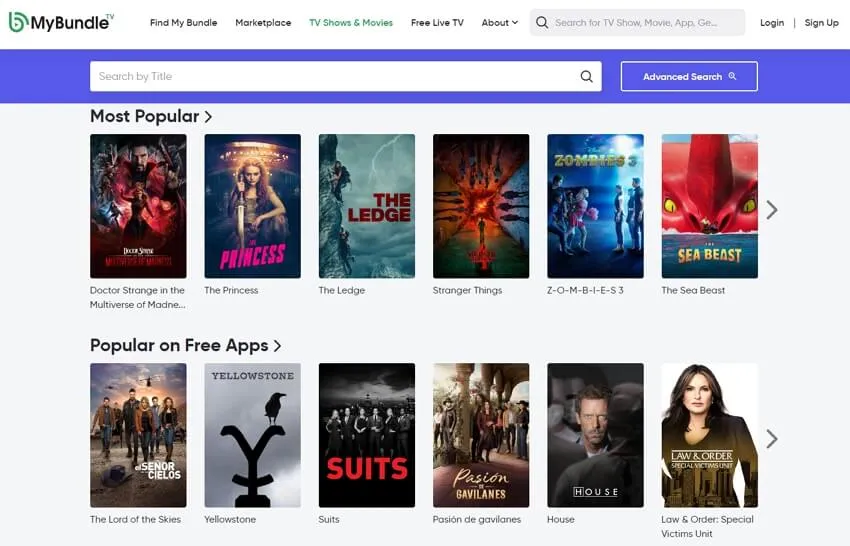 MyBundle TV
Find My Bundle
Marketplace
TV Shows & Movies
Free Live TV
About
Search for TV Show, Movie, App, Ge...
Login | Sign Up
Search by Title
Advanced Search
Most Popular
DOCTOR STRANGE
IN THE
MULTIVERSE OF MADNESS
THE
PRINCESS
THE
LEDGE
STRANGER
THINGS
4
Disney
ZOMBIES 3
THE
SEA BEAST
Doctor Strange in the
Multiverse of Madne...
The Princess
The Ledge
Stranger Things
Z-O-M-B-I-E-S 3
The Sea Beast
Popular on Free Apps
el SEÑOR
de los
CIELOS
YELLOWSTONE
SUITS
Pasión
DE
GAVILANES
HOUSE
LAW & ORDER
SPECIAL VICTIMS UNIT
The Lord of the Skies
Yellowstone
Suits
Pasión de gavilanes
House
Law & Order: Special
Victims Unit